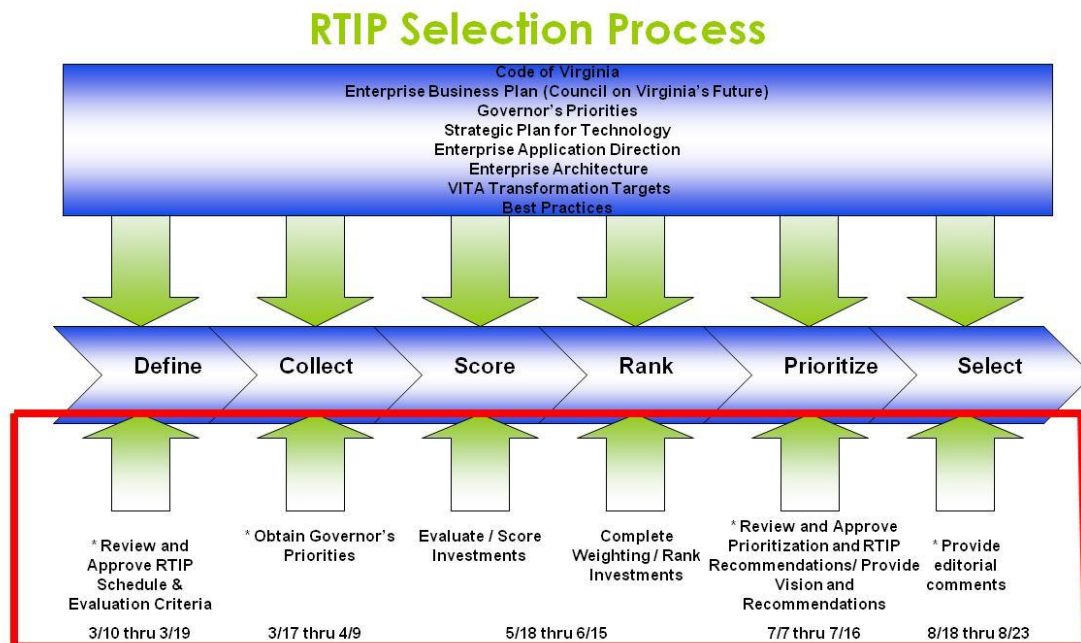 RTIP Selection Process
Code of Virginia
Enterprise Business Plan (Council on Virginia's Future)
Governor's Priorities
Strategic Plan for Technology
Enterprise Application Direction
Enterprise Architecture
VITA Transformation Targets
Best Practices
Define
Collect
Score
Rank
Prioritize
Select
* Review and
Approve RTIP
Schedule &
Evaluation Criteria
* Obtain Governor's
Priorities
Evaluate / Score
Investments
Complete
Weighting / Rank
Investments
* Review and Approve
Prioritization and RTIP
Recommendations/ Provide
Vision and
Recommendations
* Provide
editorial
comments
3/10 thru 3/19
3/17 thru 4/9
5/18 thru 6/15
7/7 thru 7/16
8/18 thru 8/23